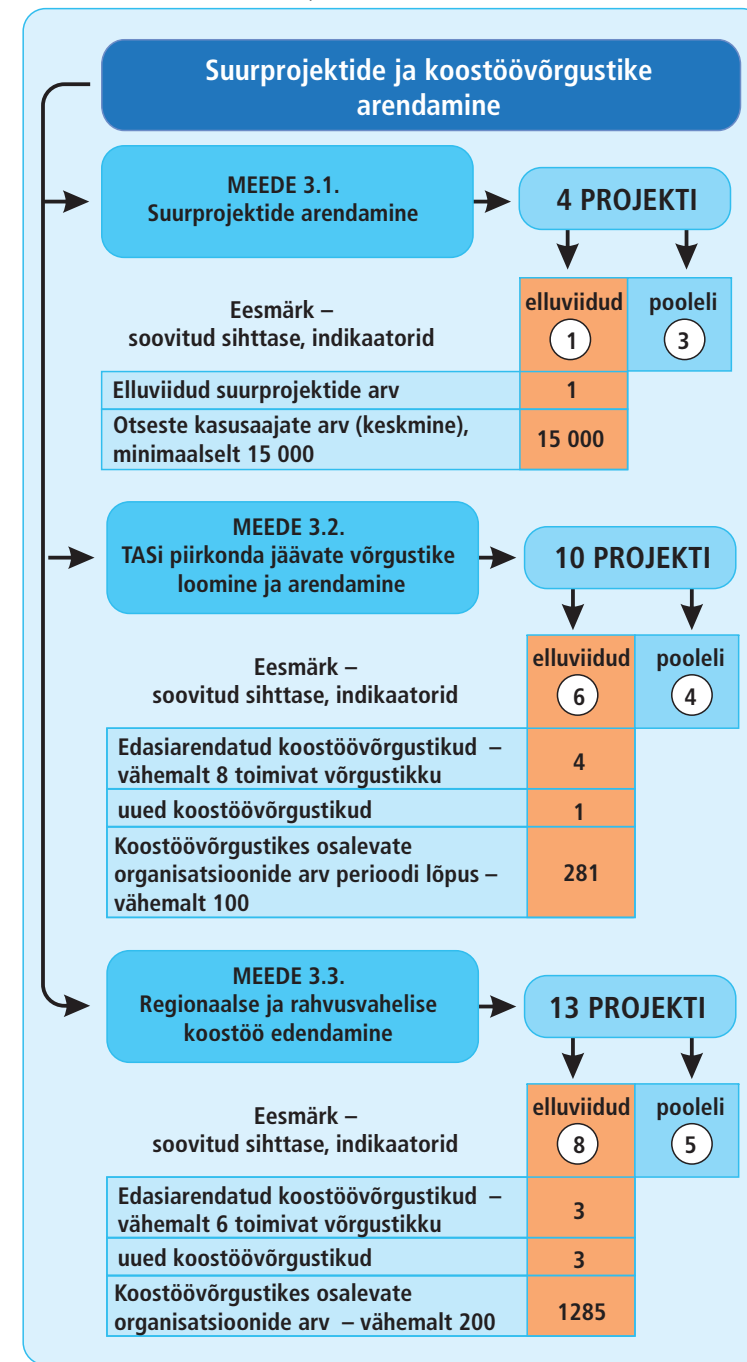 Suurprojektide ja koostöövõrgustike
arendamine
MEEDE 3.1.
Suurprojektide arendamine
4 PROJEKTI
Eesmärk –
soovitud sihttase, indikaatorid
elluviidud
1
pooleli
3
Elluviidud suurprojektide arv
1
Otseste kasusaajate arv (keskmine),
minimaalselt 15 000
15 000
MEEDE 3.2.
TASi piirkonda jäävate võrgustike
loomine ja arendamine
10 PROJEKTI
Eesmärk –
soovitud sihttase, indikaatorid
elluviidud
6
pooleli
4
Edasiarendatud koostöövõrgustikud –
vähemalt 8 toimivat võrgustikku
4
uued koostöövõrgustikud
1
Koostöövõrgustikes osalevate
organisatsioonide arv perioodi lõpus –
vähemalt 100
281
MEEDE 3.3.
Regionaalse ja rahvusvahelise
koostöö edendamine
13 PROJEKTI
Eesmärk –
soovitud sihttase, indikaatorid
elluviidud
8
pooleli
5
Edasiarendatud koostöövõrgustikud –
vähemalt 6 toimivat võrgustikku
3
uued koostöövõrgustikud
3
Koostöövõrgustikes osalevate
organisatsioonide arv – vähemalt 200
1285